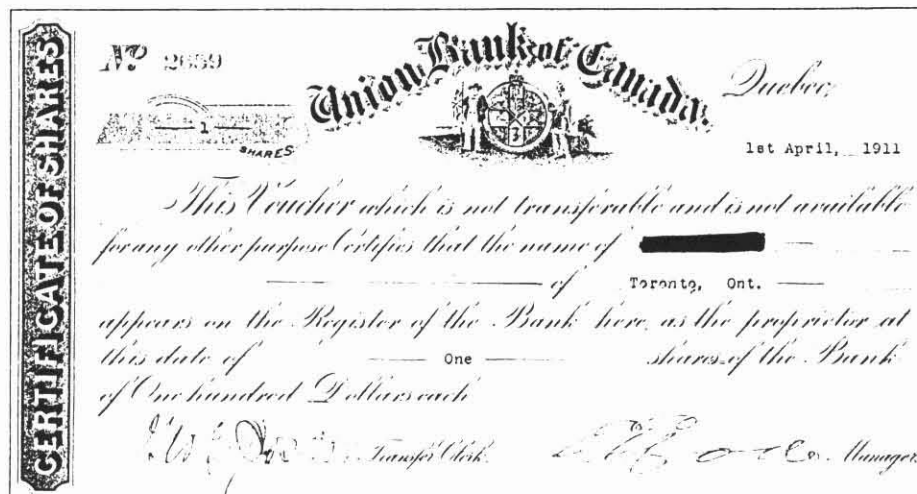 CERTIFICATE OF SHARES
Nº 2659
Union Bank of Canada.
Quebec,
1
SHARES
1st April, 1911
This Voucher which is not transferable and is not available
for any other purpose Certifies that the name of
of Toronto, Ont.
appears on the Register of the Bank here, as the proprietor at
this date of One shares of the Bank
of One hundred Dollars each
Transfer Clerk. Manager.